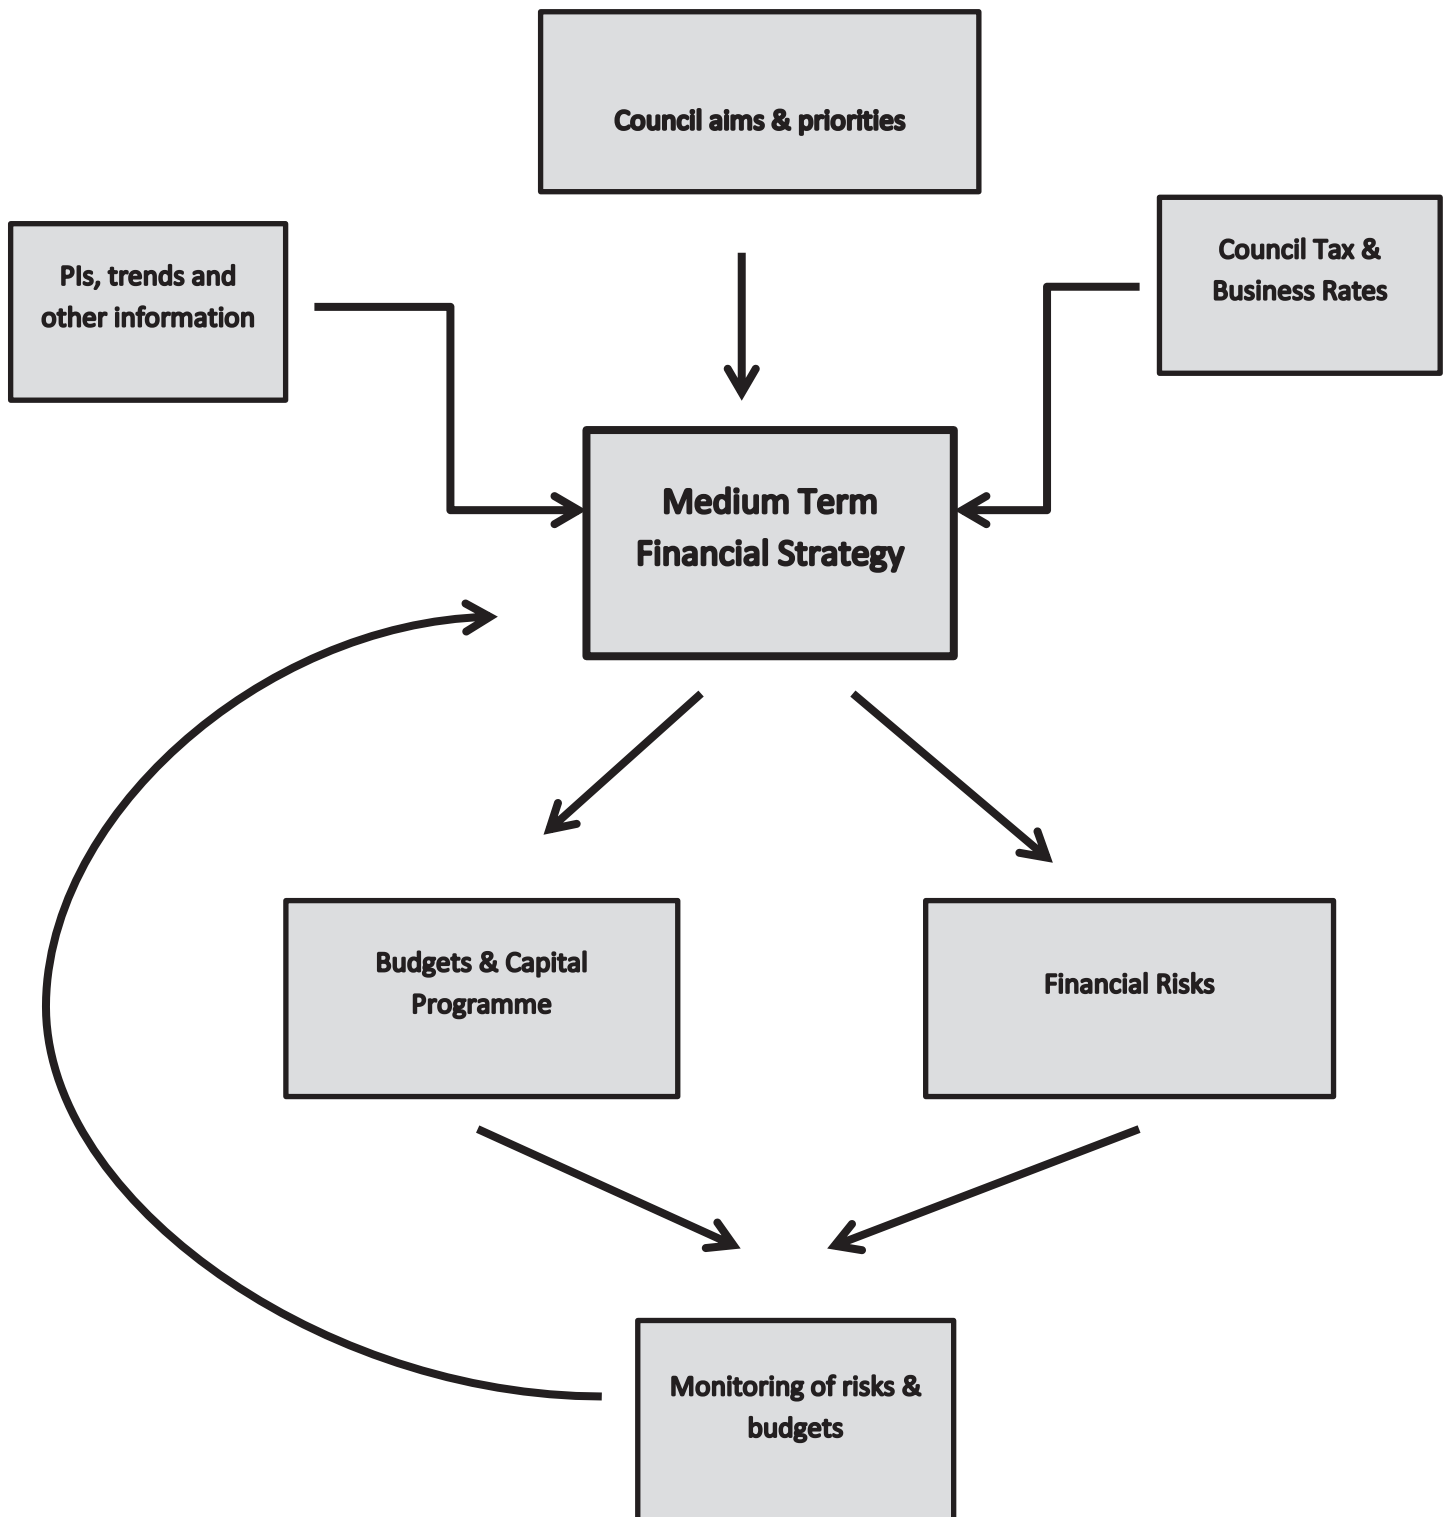 Council aims & priorities
PIs, trends and
other information
Council Tax &
Business Rates
Medium Term
Financial Strategy
Budgets & Capital
Programme
Financial Risks
Monitoring of risks &
budgets